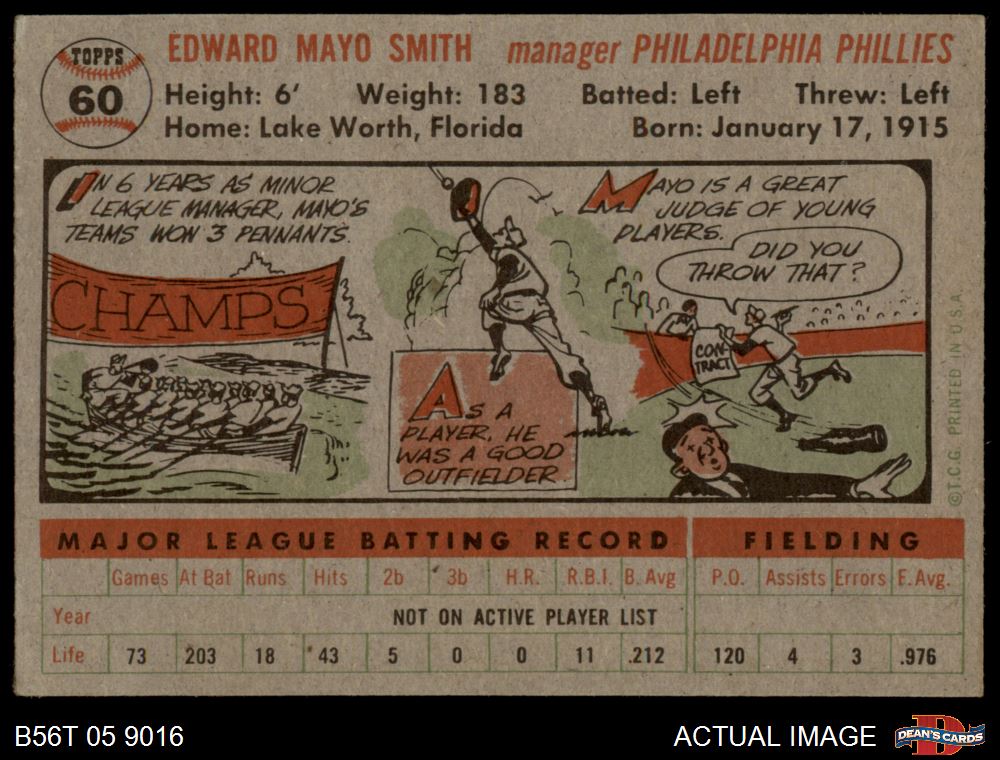 TOPPS
60
EDWARD MAYO SMITH manager PHILADELPHIA PHILLIES
Height: 6' Weight: 183 Batted: Left Threw: Left
Home: Lake Worth, Florida Born: January 17, 1915
IN 6 YEARS AS MINOR
LEAGUE MANAGER, MAYO'S
TEAMS WON 3 PENNANTS.
CHAMPS
AS A
PLAYER, HE
WAS A GOOD
OUTFIELDER
MAYO IS A GREAT
JUDGE OF YOUNG
PLAYERS.
DID YOU
THROW THAT?
CON-
TRACT
©T.C.G. PRINTED IN U.S.A.
MAJOR LEAGUE BATTING RECORD FIELDING
Games At Bat Runs Hits 2b 3b H.R. R.B.I. B. Avg P.O. Assists Errors F. Avg.
Year NOT ON ACTIVE PLAYER LIST
Life 73 203 18 43 5 0 0 11 .212 120 4 3 .976
B56T 05 9016 ACTUAL IMAGE DEAN'S CARDS